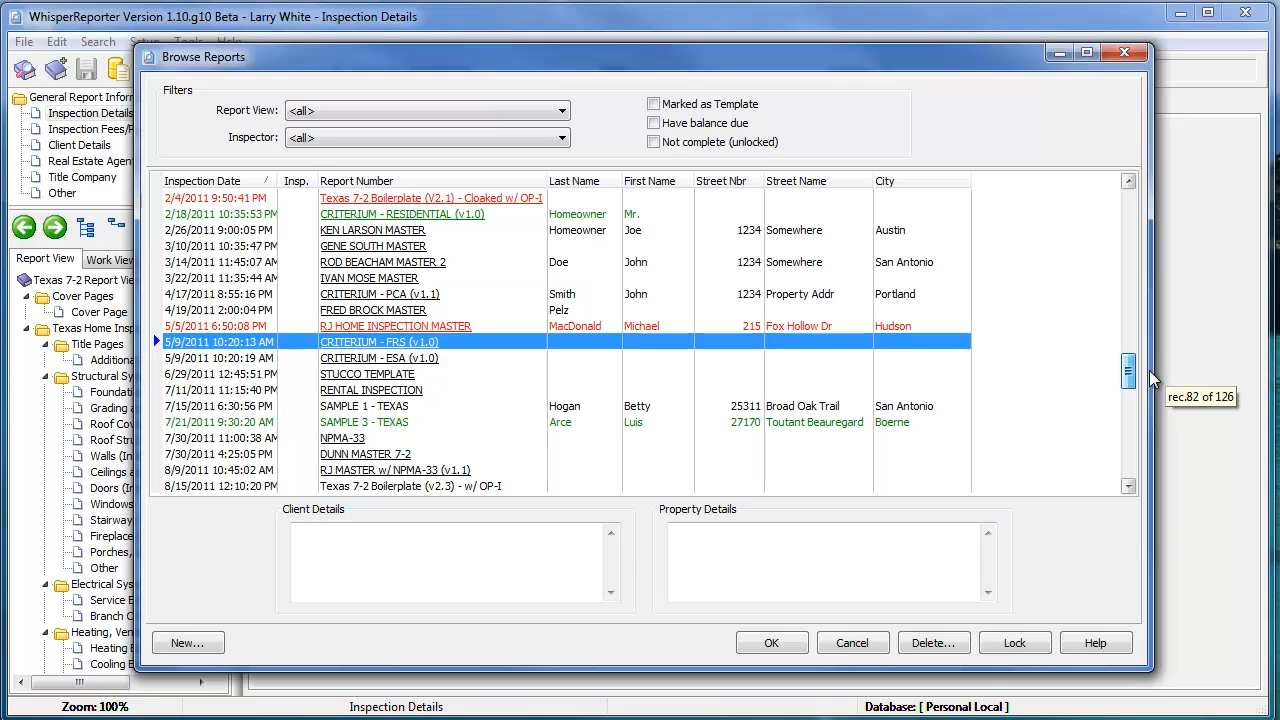 WhisperReporter Version 1.10.g10 Beta - Larry White - Inspection Details
File Edit Search Setup Tools Help
Browse Reports
General Report Inform
Inspection Details
Inspection Fees/P
Client Details
Real Estate Agen
Title Company
Other
Report View Work View
Texas 7-2 Report Vie
Cover Pages
Cover Page
Texas Home Insp
Title Pages
Additiona
Structural Sy
Foundati
Grading a
Roof Cov
Roof Stru
Walls (Int
Ceilings a
Doors (In
Windows
Stairway
Fireplace
Porches,
Other
Electrical Sys
Service E
Branch C
Heating, Ven
Heating E
Cooling E
Filters
Report View: <all>
Inspector: <all>
Marked as Template
Have balance due
Not complete (unlocked)
Inspection Date / Insp. Report Number Last Name First Name Street Nbr Street Name City
2/4/2011 9:50:41 PM Texas 7-2 Boilerplate (V2.1) - Cloaked w/ OP-I
2/18/2011 10:35:53 PM CRITERIUM - RESIDENTIAL (v1.0) Homeowner Mr.
2/26/2011 9:00:05 PM KEN LARSON MASTER Homeowner Joe 1234 Somewhere Austin
3/10/2011 10:35:47 PM GENE SOUTH MASTER
3/14/2011 11:45:07 AM ROD BEACHAM MASTER 2 Doe John 1234 Somewhere San Antonio
3/22/2011 11:35:44 AM IVAN MOSE MASTER
4/17/2011 8:55:16 PM CRITERIUM - PCA (v1.1) Smith John 1234 Property Addr Portland
4/19/2011 2:00:04 PM FRED BROCK MASTER Pelz
5/5/2011 6:50:08 PM RJ HOME INSPECTION MASTER MacDonald Michael 215 Fox Hollow Dr Hudson
5/9/2011 10:20:13 AM CRITERIUM - FRS (v1.0)
5/9/2011 10:20:19 AM CRITERIUM - ESA (v1.0)
6/29/2011 12:45:51 PM STUCCO TEMPLATE
7/11/2011 11:15:40 PM RENTAL INSPECTION
7/15/2011 6:30:56 PM SAMPLE 1 - TEXAS Hogan Betty 25311 Broad Oak Trail San Antonio
7/21/2011 9:30:20 AM SAMPLE 3 - TEXAS Arce Luis 27170 Toutant Beauregard Boerne
7/30/2011 11:00:38 AM NPMA-33
7/30/2011 4:25:05 PM DUNN MASTER 7-2
8/9/2011 10:45:02 AM RJ MASTER w/ NPMA-33 (v1.1)
8/15/2011 12:10:20 PM Texas 7-2 Boilerplate (v2.3) - w/ OP-I
rec.82 of 126
Client Details
Property Details
New... OK Cancel Delete... Lock Help
Zoom: 100% Inspection Details Database: [ Personal Local ]